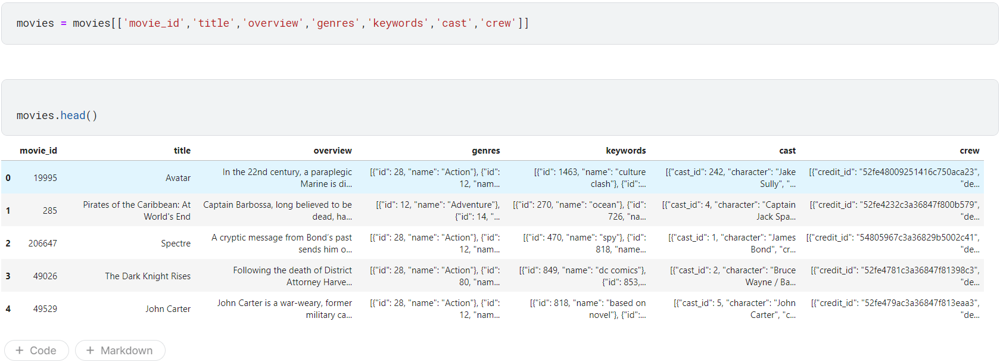 movies = movies[['movie_id','title','overview','genres','keywords','cast','crew']]
movies.head()
movie_id title overview genres keywords cast crew
0 19995 Avatar In the 22nd century, a paraplegic Marine is di... [{"id": 28, "name": "Action"}, {"id": 12, "nam... [{"id": 1463, "name": "culture clash"}, {"id":... [{"cast_id": 242, "character": "Jake Sully", "... [{"credit_id": "52fe48009251416c750aca23", "de...
1 285 Pirates of the Caribbean: At World's End Captain Barbossa, long believed to be dead, ha... [{"id": 12, "name": "Adventure"}, {"id": 14, "... [{"id": 270, "name": "ocean"}, {"id": 726, "na... [{"cast_id": 4, "character": "Captain Jack Spa... [{"credit_id": "52fe4232c3a36847f800b579", "de...
2 206647 Spectre A cryptic message from Bond’s past sends him o... [{"id": 28, "name": "Action"}, {"id": 12, "nam... [{"id": 470, "name": "spy"}, {"id": 818, "name... [{"cast_id": 1, "character": "James Bond", "cr... [{"credit_id": "54805967c3a36829b5002c41", "de...
3 49026 The Dark Knight Rises Following the death of District Attorney Harve... [{"id": 28, "name": "Action"}, {"id": 80, "nam... [{"id": 849, "name": "dc comics"}, {"id": 853,... [{"cast_id": 2, "character": "Bruce Wayne / Ba... [{"credit_id": "52fe4781c3a36847f81398c3", "de...
4 49529 John Carter John Carter is a war-weary, former military ca... [{"id": 28, "name": "Action"}, {"id": 12, "nam... [{"id": 818, "name": "based on novel"}, {"id":... [{"cast_id": 5, "character": "John Carter", "c... [{"credit_id": "52fe479ac3a36847f813eaa3", "de...
+ Code + Markdown